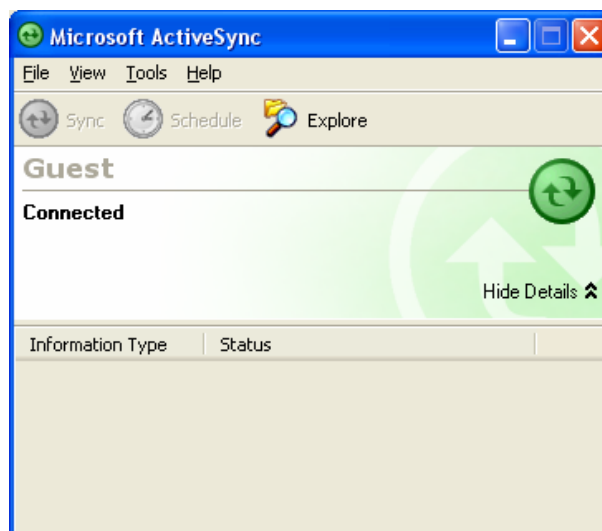 Microsoft ActiveSync
File View Tools Help
Sync Schedule Explore
Guest
Connected
Hide Details
Information Type Status